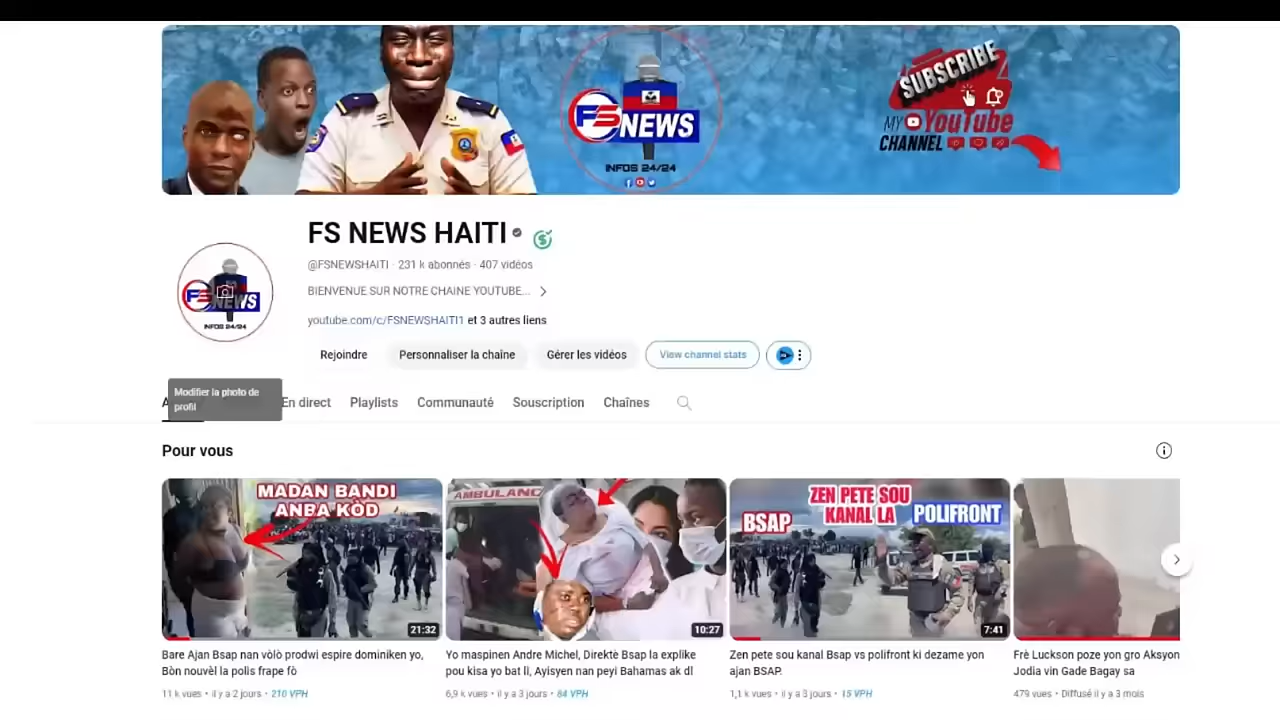 SUBSCRIBE
MY YouTube
CHANNEL
FS NEWS
INFOS 24/24
FS NEWS HAITI
@FSNEWSHAITI · 231 k abonnés · 407 vidéos
BIENVENUE SUR NOTRE CHAINE YOUTUBE...
youtube.com/c/FSNEWSHAITI1 et 3 autres liens
FS NEWS
INFOS 24/24
Rejoindre
Personnaliser la chaîne
Gérer les vidéos
View channel stats
Modifier la photo de
profil
En direct
Playlists
Communauté
Souscription
Chaînes
Pour vous
MADAN BANDI
ANBA KÒD
21:32
AMBULANC
10:27
ZEN PETE SOU
KANAL LA
BSAP
POLIFRONT
7:41
Bare Ajan Bsap nan vòlò prodwi espire dominiken yo,
Bòn nouvèl la polis frape fò
11 k vues • il y a 2 jours • 210 VPH
Yo maspinen Andre Michel, Direktè Bsap la eksplike
pou kisa yo bat li, Ayisyen nan peyi Bahamas ak dl
6,9 k vues • il y a 3 jours • 84 VPH
Zen pete sou kanal Bsap vs polifront ki dezame yon
ajan BSAP.
1,1 k vues • il y a 3 jours • 15 VPH
Frè Luckson poze yon gro Aksyon
Jodia vin Gade Bagay sa
479 vues • Diffusé il y a 3 mois